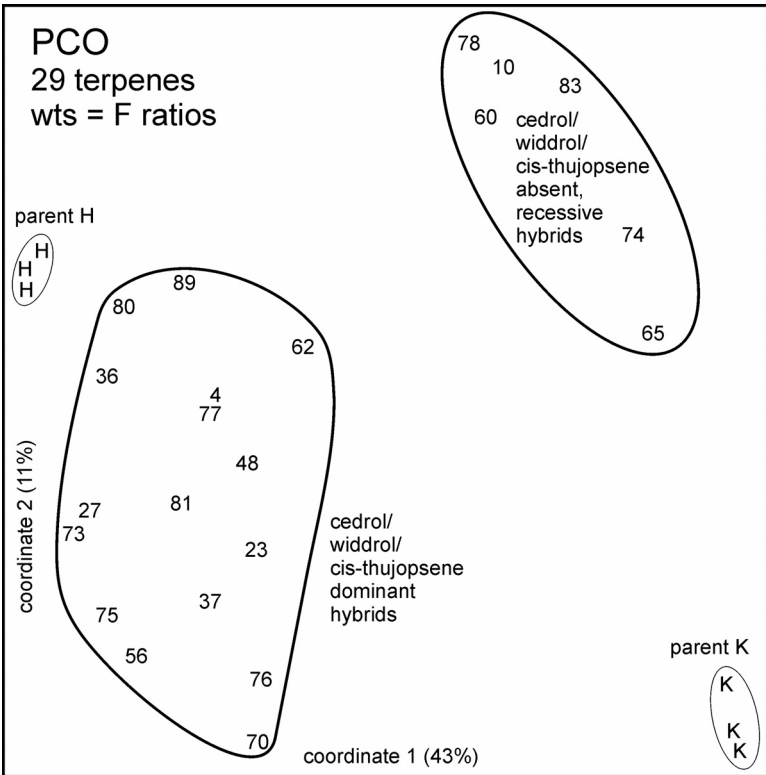 PCO
29 terpenes
wts = F ratios
78
10
83
60
cedrol/
widdrol/
cis-thujopsene
absent,
recessive
hybrids
74
65
parent H
H
H
H
89
80
62
36
4
77
48
81
27
73
23
37
75
56
76
70
coordinate 2 (11%)
cedrol/
widdrol/
cis-thujopsene
dominant
hybrids
parent K
K
K
K
coordinate 1 (43%)